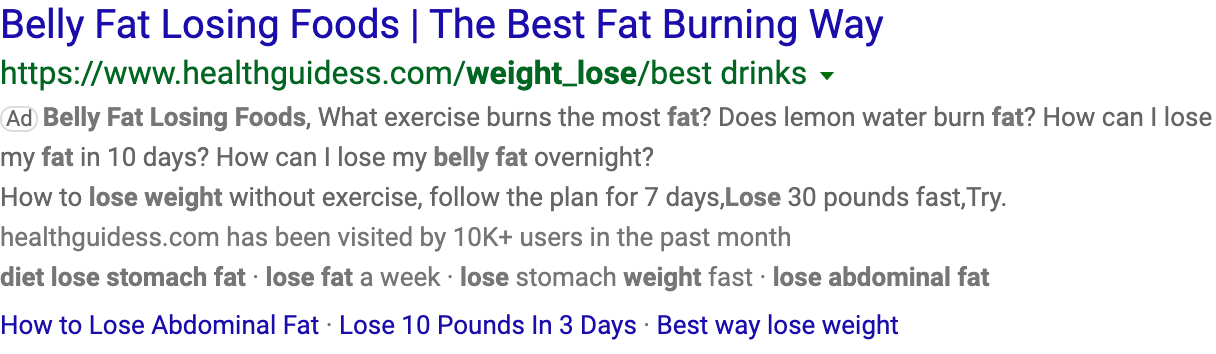 Belly Fat Losing Foods | The Best Fat Burning Way
https://www.healthguidess.com/weight_lose/best drinks
Ad Belly Fat Losing Foods, What exercise burns the most fat? Does lemon water burn fat? How can I lose
my fat in 10 days? How can I lose my belly fat overnight?
How to lose weight without exercise, follow the plan for 7 days,Lose 30 pounds fast,Try.
healthguidess.com has been visited by 10K+ users in the past month
diet lose stomach fat · lose fat a week · lose stomach weight fast · lose abdominal fat
How to Lose Abdominal Fat · Lose 10 Pounds In 3 Days · Best way lose weight